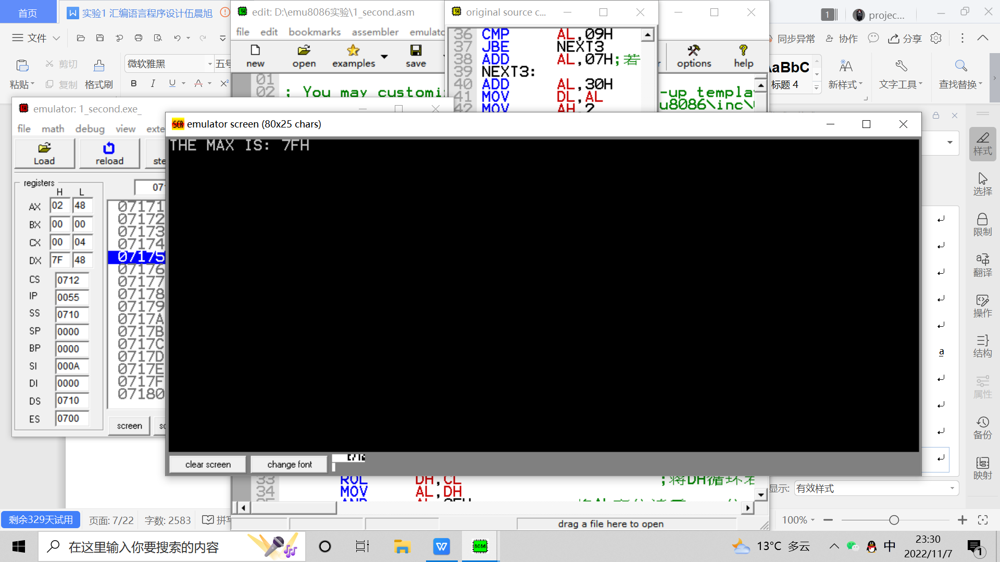 首页
实验1 汇编语言程序设计伍晨旭
1
projec...
文件
同步异常
协作
分享
剪切
粘贴
复制
格式刷
微软雅黑
五号
B I U A X²
AaBbC
标题 4
新样式
文字工具
查找替换
edit: D:\emu8086实验\1_second.asm
file edit bookmarks assembler emulato
new open examples save
options help
01
02 ; You may customi
-up templa
u8086\inc\
original source c...
36 CMP AL,09H
37 JBE NEXT3
38 ADD AL,07H;若
39 NEXT3:
40 ADD AL,30H
41 MOV DL,AL
42 MOV AH,2
emulator: 1_second.exe_
file math debug view exte
Load reload ste
registers
H L
AX 02 48
BX 00 00
CX 00 04
DX 7F 48
CS 0712
IP 0055
SS 0710
SP 0000
BP 0000
SI 000A
DI 0000
DS 0710
ES 0700
071
07171
07172
07173
07174
07175
07176
07177
07178
07179
0717A
0717B
0717C
0717D
0717E
0717F
07180
screen sc
SCR emulator screen (80x25 chars)
THE MAX IS: 7FH
clear screen change font
33 ROL DH,CL ;将DH循环左
34 MOV AL,DH
drag a file here to open
样式
选择
限制
翻译
操作
结构
属性
备份
映射
a
显示: 有效样式
剩余329天试用
页面: 7/22
字数: 2583
拼写
100%
在这里输入你要搜索的内容
8086
13°C 多云
中
23:30
2022/11/7
1